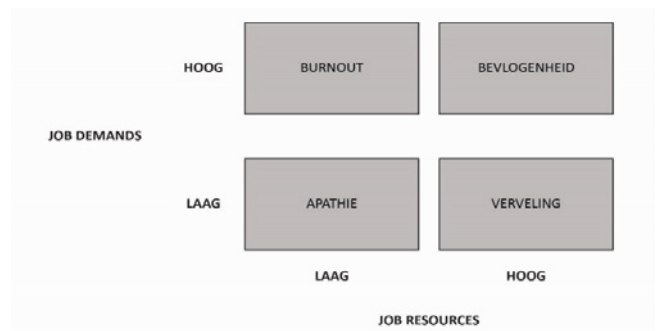 HOOG
BURNOUT
BEVLOGENHEID
JOB DEMANDS
LAAG
APATHIE
VERVELING
LAAG
HOOG
JOB RESOURCES